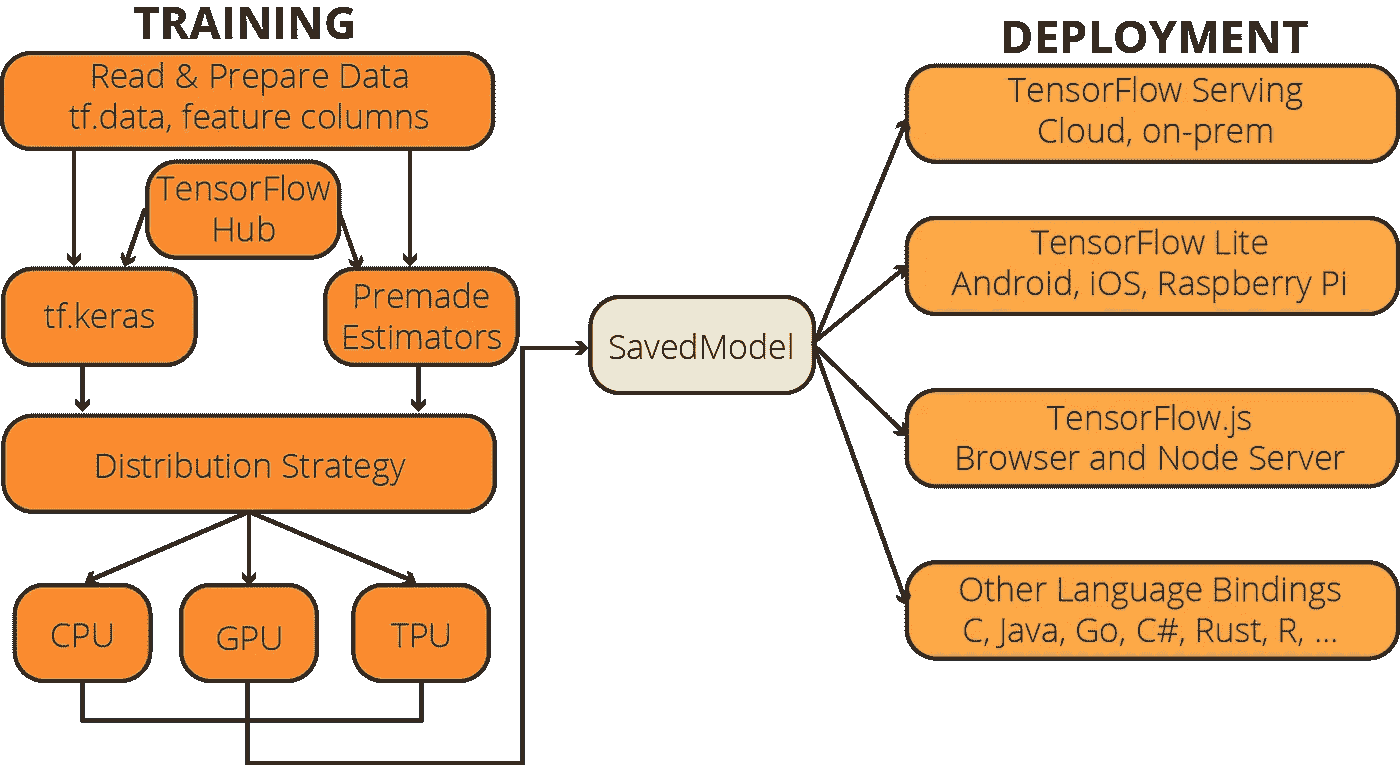 TRAINING
Read & Prepare Data
tf.data, feature columns
TensorFlow
Hub
tf.keras
Premade
Estimators
Distribution Strategy
CPU
GPU
TPU
SavedModel
DEPLOYMENT
TensorFlow Serving
Cloud, on-prem
TensorFlow Lite
Android, iOS, Raspberry Pi
TensorFlow.js
Browser and Node Server
Other Language Bindings
C, Java, Go, C#, Rust, R, ...